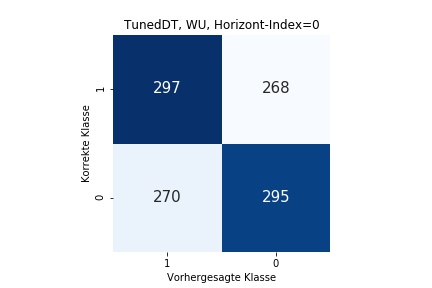 TunedDT, WU, Horizont-Index=0
Korrekte Klasse
1
297 268
0
270 295
1 0
Vorhergesagte Klasse